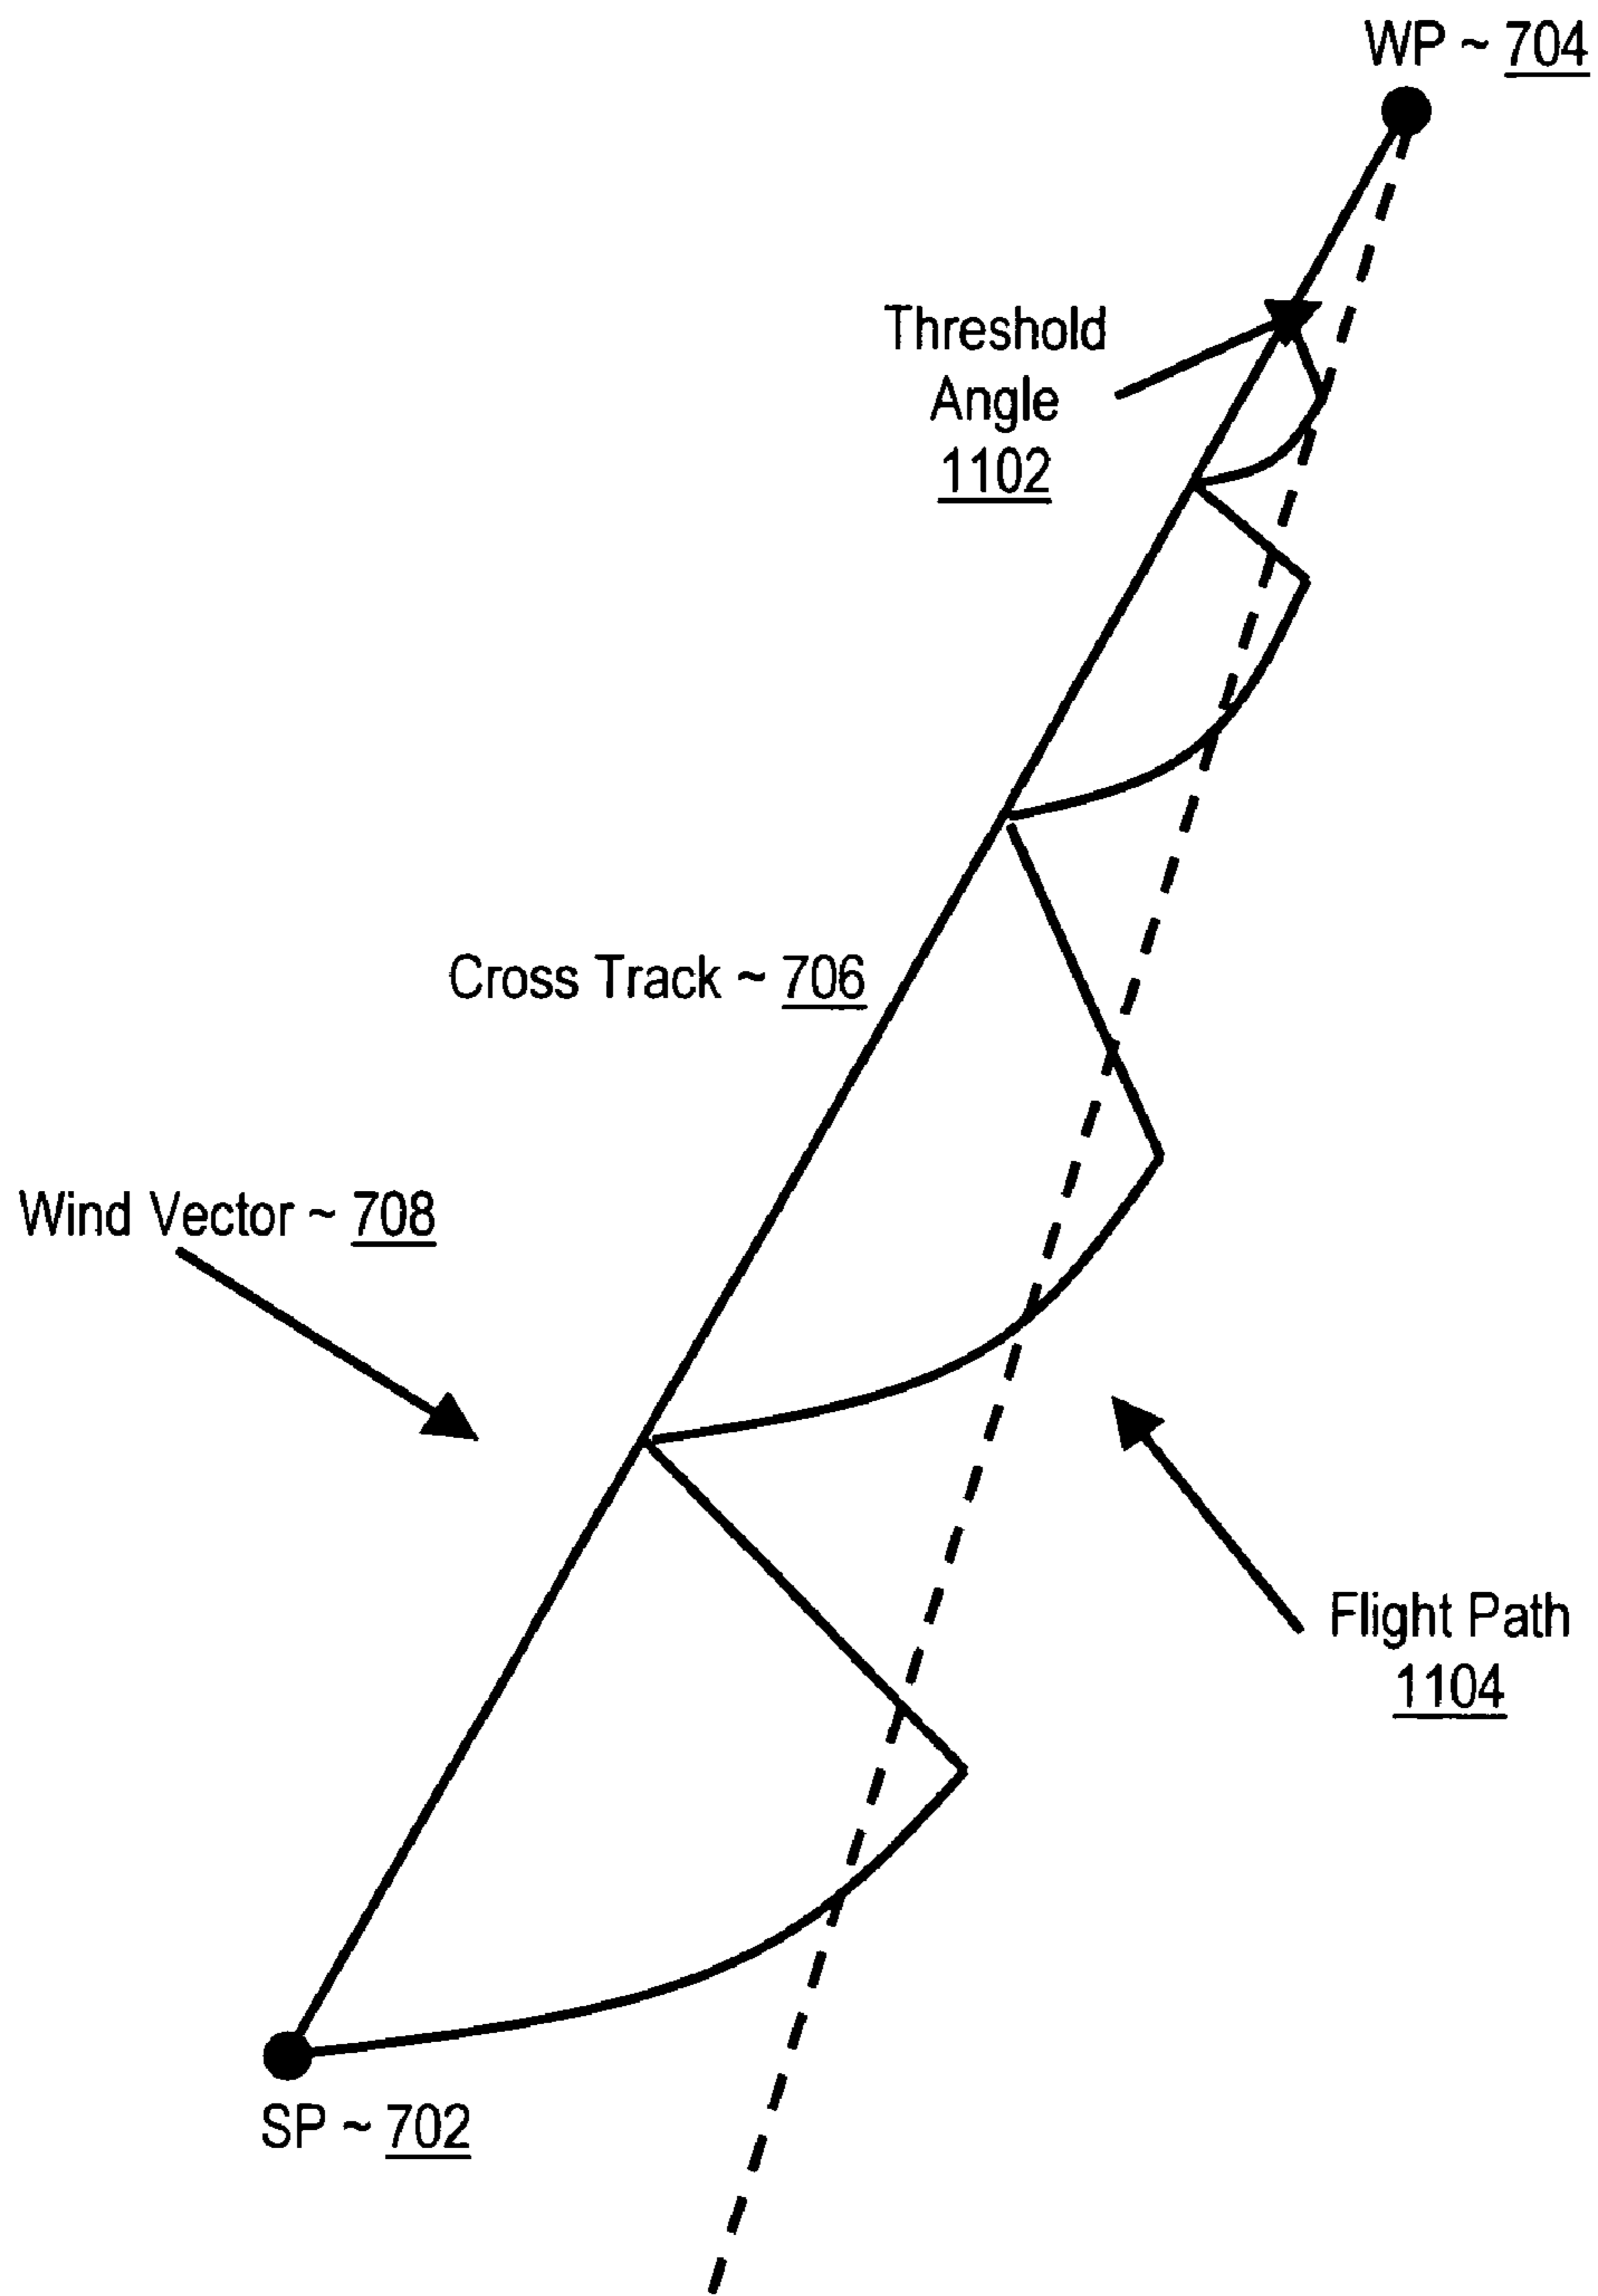 WP ~ 704
Threshold
Angle
1102
Cross Track ~ 706
Wind Vector ~ 708
Flight Path
1104
SP ~ 702